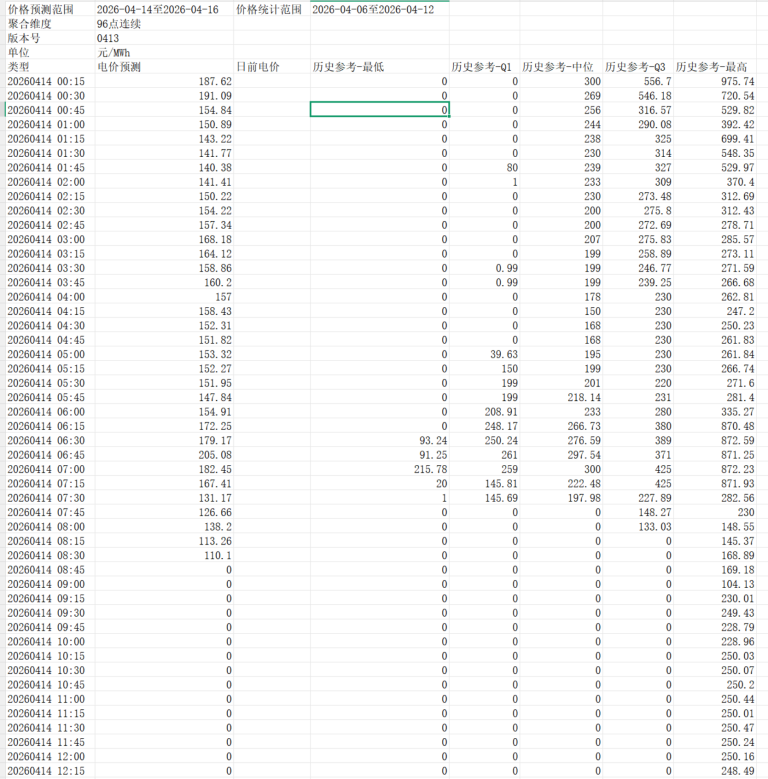 价格预测范围 2026-04-14至2026-04-16 价格统计范围 2026-04-06至2026-04-12
聚合维度 96点连续
版本号 0413
单位 元/MWh
类型 电价预测 日前电价 历史参考-最低 历史参考-Q1 历史参考-中位 历史参考-Q3 历史参考-最高
20260414 00:15 187.62 0 0 300 556.7 975.74
20260414 00:30 191.09 0 0 269 546.18 720.54
20260414 00:45 154.84 0 0 256 316.57 529.82
20260414 01:00 150.89 0 0 244 290.08 392.42
20260414 01:15 143.22 0 0 238 325 699.41
20260414 01:30 141.77 0 0 230 314 548.35
20260414 01:45 140.38 0 80 239 327 529.97
20260414 02:00 141.41 0 1 233 309 370.4
20260414 02:15 150.22 0 0 230 273.48 312.69
20260414 02:30 154.22 0 0 200 275.8 312.43
20260414 02:45 157.34 0 0 200 272.69 278.71
20260414 03:00 168.18 0 0 207 275.83 285.57
20260414 03:15 164.12 0 0 199 258.89 273.11
20260414 03:30 158.86 0 0.99 199 246.77 271.59
20260414 03:45 160.2 0 0.99 199 239.25 266.68
20260414 04:00 157 0 0 178 230 262.81
20260414 04:15 158.43 0 0 150 230 247.2
20260414 04:30 152.31 0 0 168 230 250.23
20260414 04:45 151.82 0 0 168 230 261.83
20260414 05:00 153.32 0 39.63 195 230 261.84
20260414 05:15 152.27 0 150 199 230 266.74
20260414 05:30 151.95 0 199 201 220 271.6
20260414 05:45 147.84 0 199 218.14 231 281.4
20260414 06:00 154.91 0 208.91 233 280 335.27
20260414 06:15 172.25 0 248.17 266.73 380 870.48
20260414 06:30 179.17 93.24 250.24 276.59 389 872.59
20260414 06:45 205.08 91.25 261 297.54 371 871.25
20260414 07:00 182.45 215.78 259 300 425 872.23
20260414 07:15 167.41 20 145.81 222.48 425 871.93
20260414 07:30 131.17 1 145.69 197.98 227.89 282.56
20260414 07:45 126.66 0 0 0 148.27 230
20260414 08:00 138.2 0 0 0 133.03 148.55
20260414 08:15 113.26 0 0 0 0 145.37
20260414 08:30 110.1 0 0 0 0 168.89
20260414 08:45 0 0 0 0 0 169.18
20260414 09:00 0 0 0 0 0 104.13
20260414 09:15 0 0 0 0 0 230.01
20260414 09:30 0 0 0 0 0 249.43
20260414 09:45 0 0 0 0 0 228.79
20260414 10:00 0 0 0 0 0 228.96
20260414 10:15 0 0 0 0 0 250.03
20260414 10:30 0 0 0 0 0 250.07
20260414 10:45 0 0 0 0 0 250.2
20260414 11:00 0 0 0 0 0 250.44
20260414 11:15 0 0 0 0 0 250.01
20260414 11:30 0 0 0 0 0 250.47
20260414 11:45 0 0 0 0 0 250.24
20260414 12:00 0 0 0 0 0 250.16
20260414 12:15 0 0 0 0 0 248.49